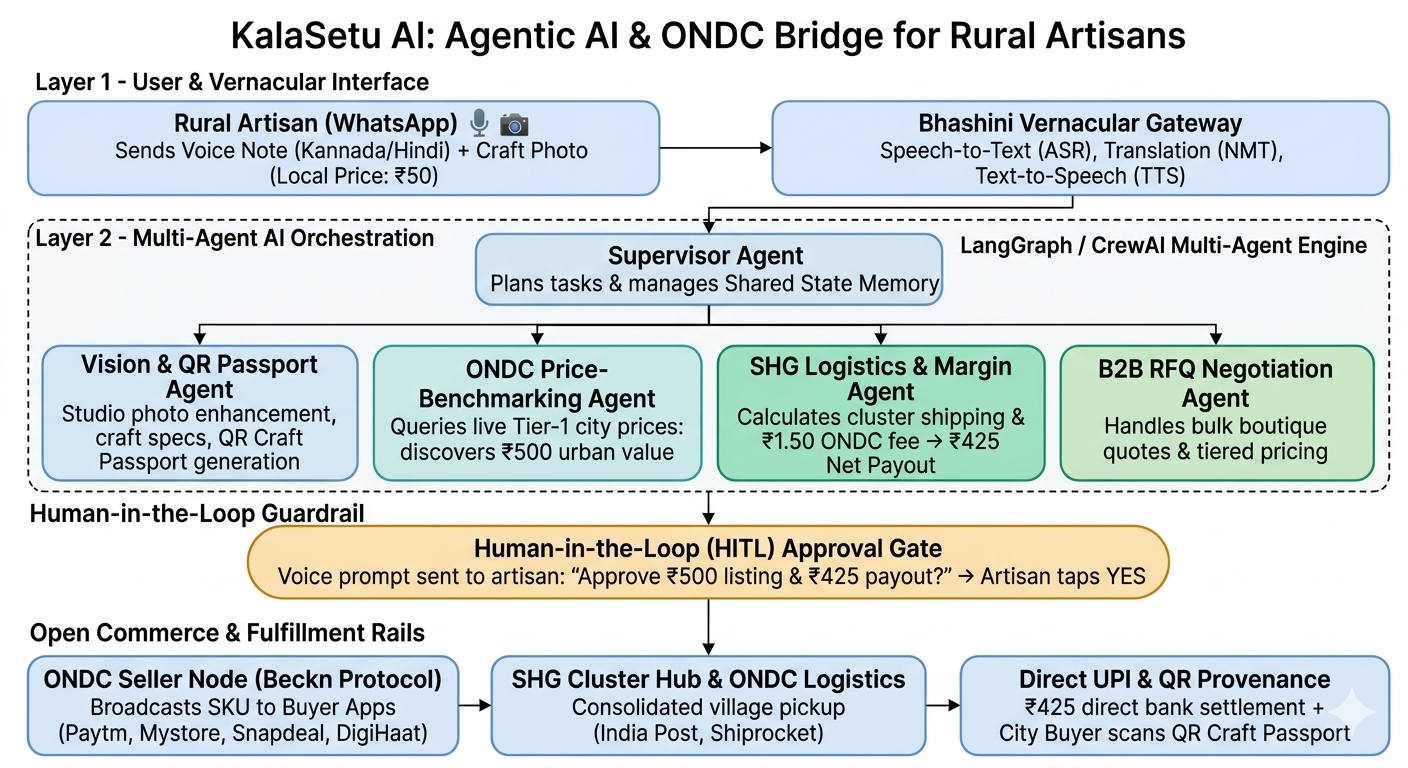 KalaSetu AI: Agentic AI & ONDC Bridge for Rural Artisans
Layer 1 - User & Vernacular Interface
Rural Artisan (WhatsApp)
Sends Voice Note (Kannada/Hindi) + Craft Photo
(Local Price: ₹50)
Bhashini Vernacular Gateway
Speech-to-Text (ASR), Translation (NMT),
Text-to-Speech (TTS)
Layer 2 - Multi-Agent AI Orchestration
LangGraph / CrewAI Multi-Agent Engine
Supervisor Agent
Plans tasks & manages Shared State Memory
Vision & QR Passport
Agent
Studio photo enhancement,
craft specs, QR Craft
Passport generation
ONDC Price-
Benchmarking Agent
Queries live Tier-1 city prices:
discovers ₹500 urban value
SHG Logistics & Margin
Agent
Calculates cluster shipping &
₹1.50 ONDC fee → ₹425
Net Payout
B2B RFQ Negotiation
Agent
Handles bulk boutique
quotes & tiered pricing
Human-in-the-Loop Guardrail
Human-in-the-Loop (HITL) Approval Gate
Voice prompt sent to artisan: “Approve ₹500 listing & ₹425 payout?” → Artisan taps YES
Open Commerce & Fulfillment Rails
ONDC Seller Node (Beckn Protocol)
Broadcasts SKU to Buyer Apps
(Paytm, Mystore, Snapdeal, DigiHaat)
SHG Cluster Hub & ONDC Logistics
Consolidated village pickup
(India Post, Shiprocket)
Direct UPI & QR Provenance
₹425 direct bank settlement +
City Buyer scans QR Craft Passport